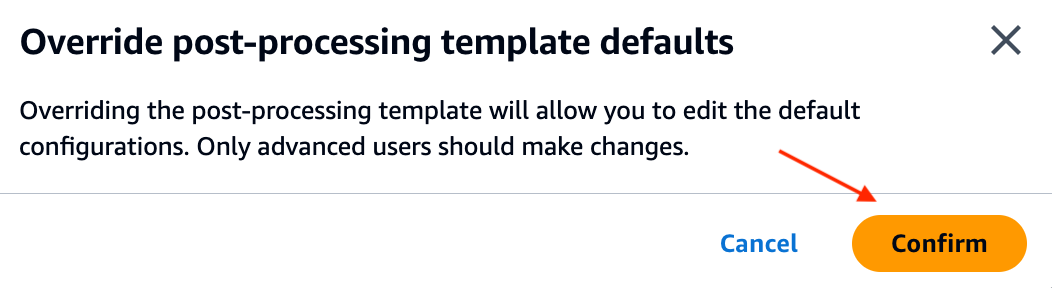 Override post-processing template defaults
Overriding the post-processing template will allow you to edit the default
configurations. Only advanced users should make changes.
Cancel
Confirm